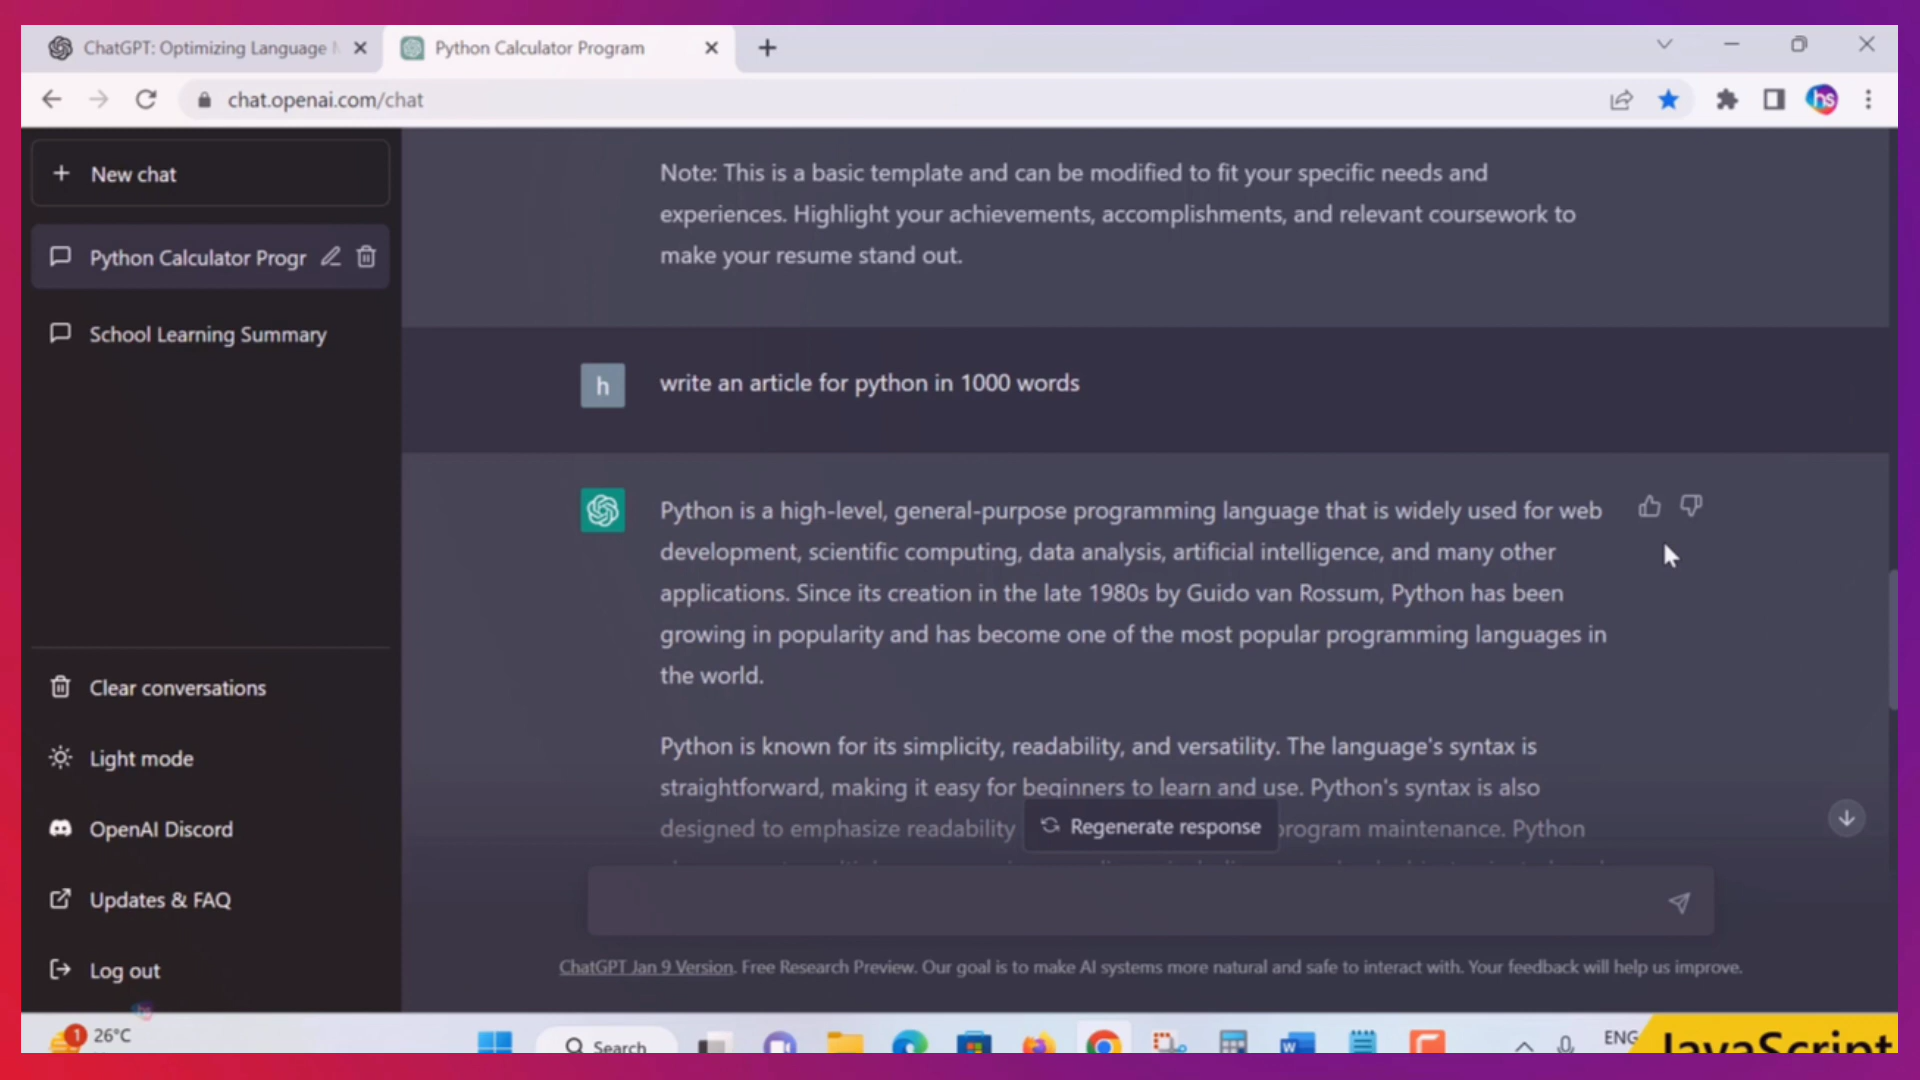 ChatGPT: Optimizing Language
Python Calculator Program
chat.openai.com/chat
hs
New chat
Python Calculator Progr
School Learning Summary
Clear conversations
Light mode
OpenAI Discord
Updates & FAQ
Log out
Note: This is a basic template and can be modified to fit your specific needs and
experiences. Highlight your achievements, accomplishments, and relevant coursework to
make your resume stand out.
h
write an article for python in 1000 words
Python is a high-level, general-purpose programming language that is widely used for web
development, scientific computing, data analysis, artificial intelligence, and many other
applications. Since its creation in the late 1980s by Guido van Rossum, Python has been
growing in popularity and has become one of the most popular programming languages in
the world.
Python is known for its simplicity, readability, and versatility. The language's syntax is
straightforward, making it easy for beginners to learn and use. Python's syntax is also
designed to emphasize readability program maintenance. Python
Regenerate response
ChatGPT Jan 9 Version. Free Research Preview. Our goal is to make AI systems more natural and safe to interact with. Your feedback will help us improve.
hs
1
26°C
Search
W
ENG
JavaScript